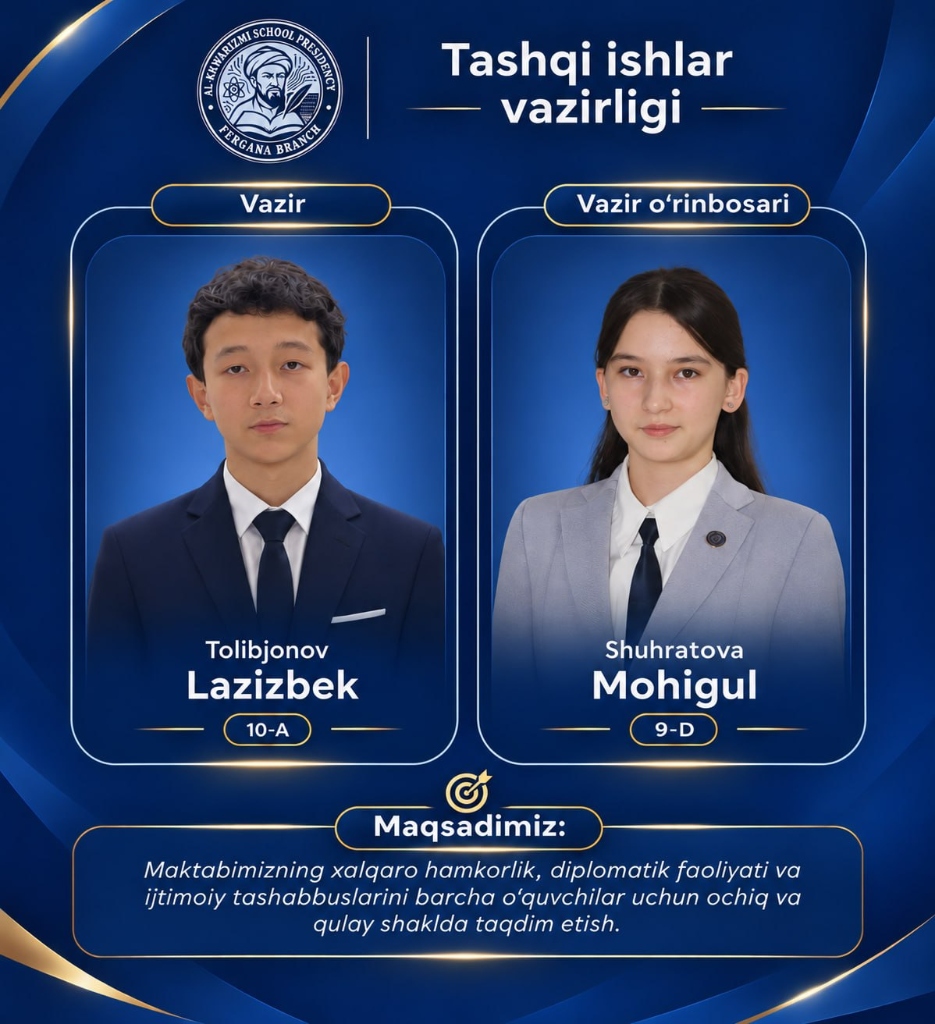 AL-KKWARIZMI SCHOOL PRESIDENCY
FERGANA BRANCH
Tashqi ishlar
vazirligi
Vazir
Vazir o‘rinbosari
Tolibjonov
Lazizbek
10-A
Shuhratova
Mohigul
9-D
Maqsadimiz:
Maktabimizning xalqaro hamkorlik, diplomatik faoliyati va
ijtimoiy tashabbuslarini barcha o‘quvchilar uchun ochiq va
qulay shaklda taqdim etish.